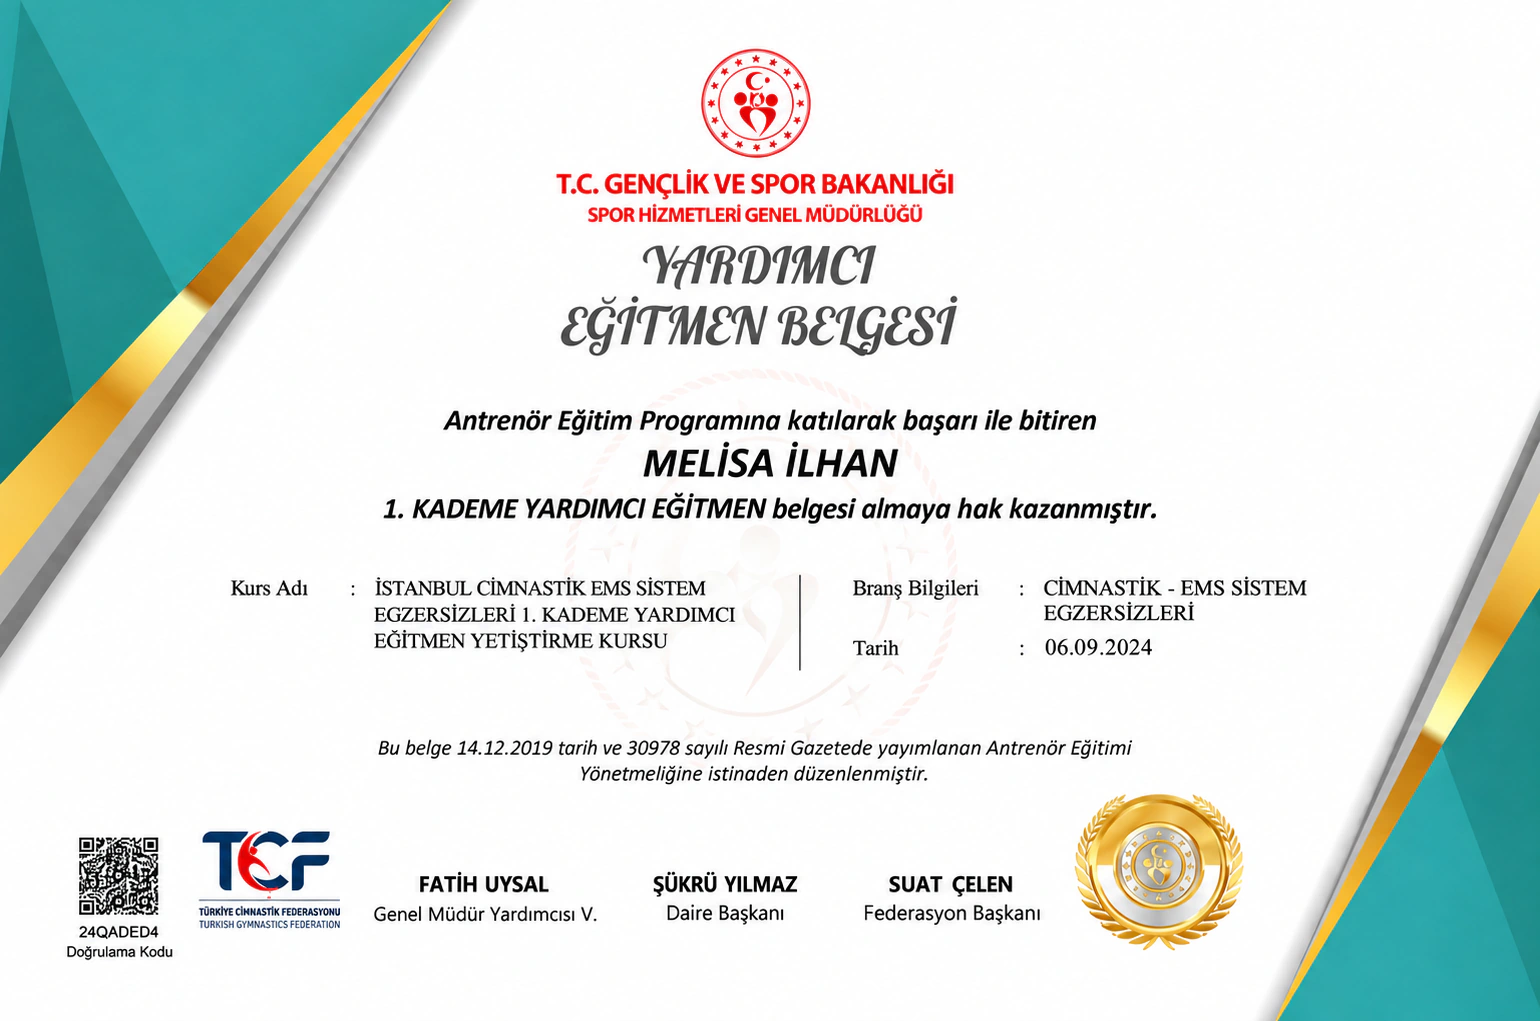 T.C. GENÇLİK VE SPOR BAKANLIĞI
SPOR HİZMETLERİ GENEL MÜDÜRLÜĞÜ
YARDIMCI
EĞİTMEN BELGESİ
Antrenör Eğitim Programına katılarak başarı ile bitiren
MELİSA İLHAN
1. KADEME YARDIMCI EĞİTMEN belgesi almaya hak kazanmıştır.
Kurs Adı : İSTANBUL CİMNASTİK EMS SİSTEM
EGZERSİZLERİ 1. KADEME YARDIMCI
EĞİTMEN YETİŞTİRME KURSU
Branş Bilgileri : CİMNASTİK - EMS SİSTEM
EGZERSİZLERİ
Tarih : 06.09.2024
Bu belge 14.12.2019 tarih ve 30978 sayılı Resmi Gazetede yayımlanan Antrenör Eğitimi
Yönetmeliğine istinaden düzenlenmiştir.
24QADED4
Doğrulama Kodu
TCF
TÜRKİYE CİMNASTİK FEDERASYONU
TURKISH GYMNASTICS FEDERATION
FATİH UYSAL
Genel Müdür Yardımcısı V.
ŞÜKRÜ YILMAZ
Daire Başkanı
SUAT ÇELEN
Federasyon Başkanı